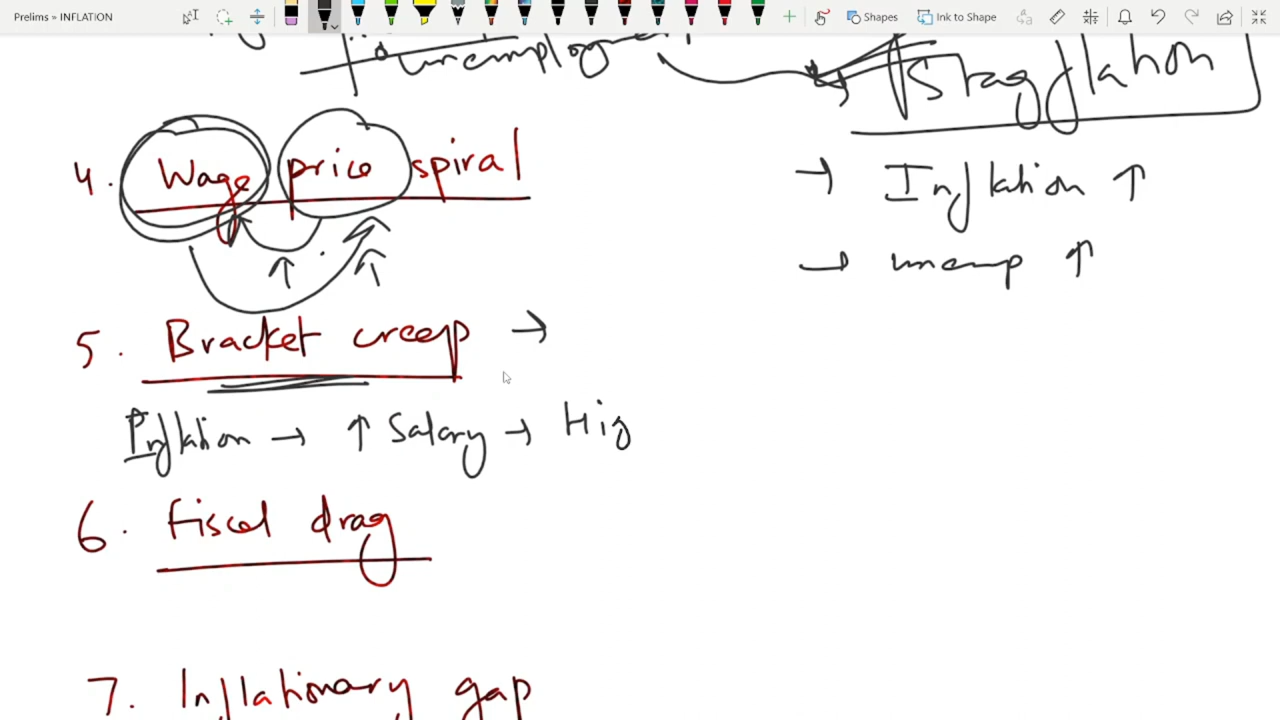 Prelims » INFLATION
Shapes
Ink to Shape
unemployment
Stagflation
4. Wage price spiral
→ Inflation ↑
→ unemp ↑
↑ ↑
5. Bracket creep →
Inflation → ↑ Salary → Hig
6. Fiscal drag
7. Inflationary gap